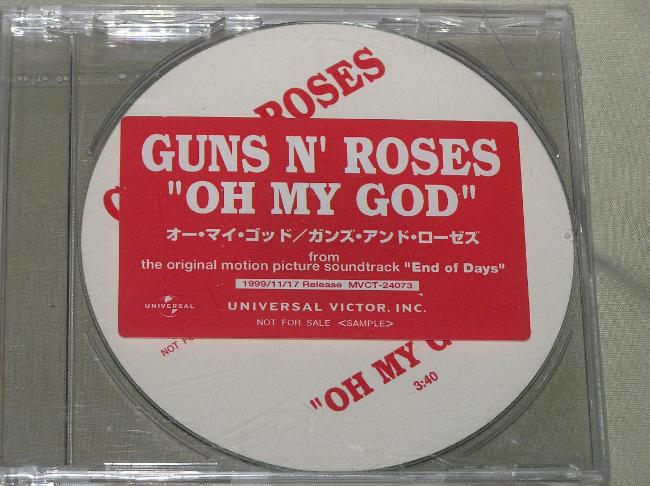 ROSES
GUNS N' ROSES
"OH MY GOD"
オー・マイ・ゴッド／ガンズ・アンド・ローゼズ
from
the original motion picture soundtrack "End of Days"
1999/11/17 Release MVCT-24073
UNIVERSAL
UNIVERSAL VICTOR, INC.
NOT FOR SALE <SAMPLE>
NOT FO
"OH MY G
3:40